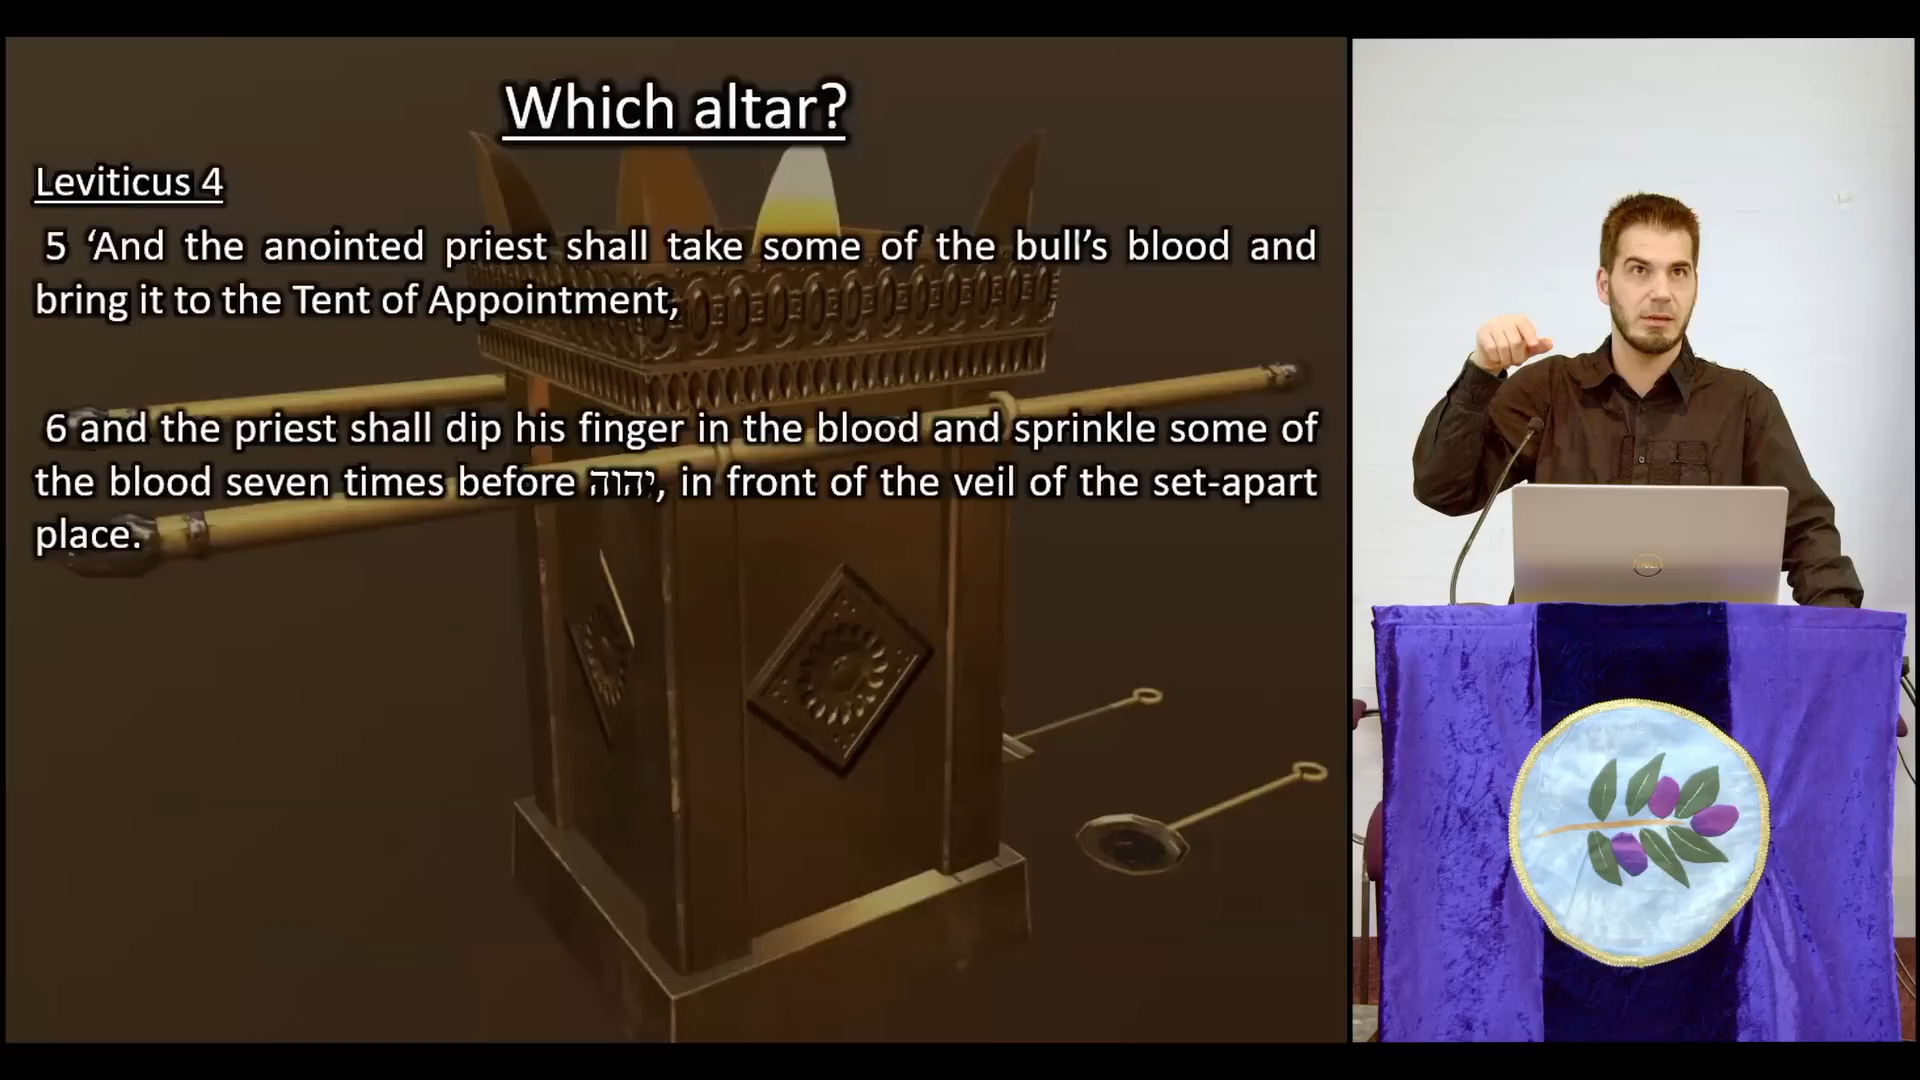 Which altar?
Leviticus 4
5 ‘And the anointed priest shall take some of the bull’s blood and
bring it to the Tent of Appointment,
6 and the priest shall dip his finger in the blood and sprinkle some of
the blood seven times before יהוה, in front of the veil of the set-apart
place.
DELL